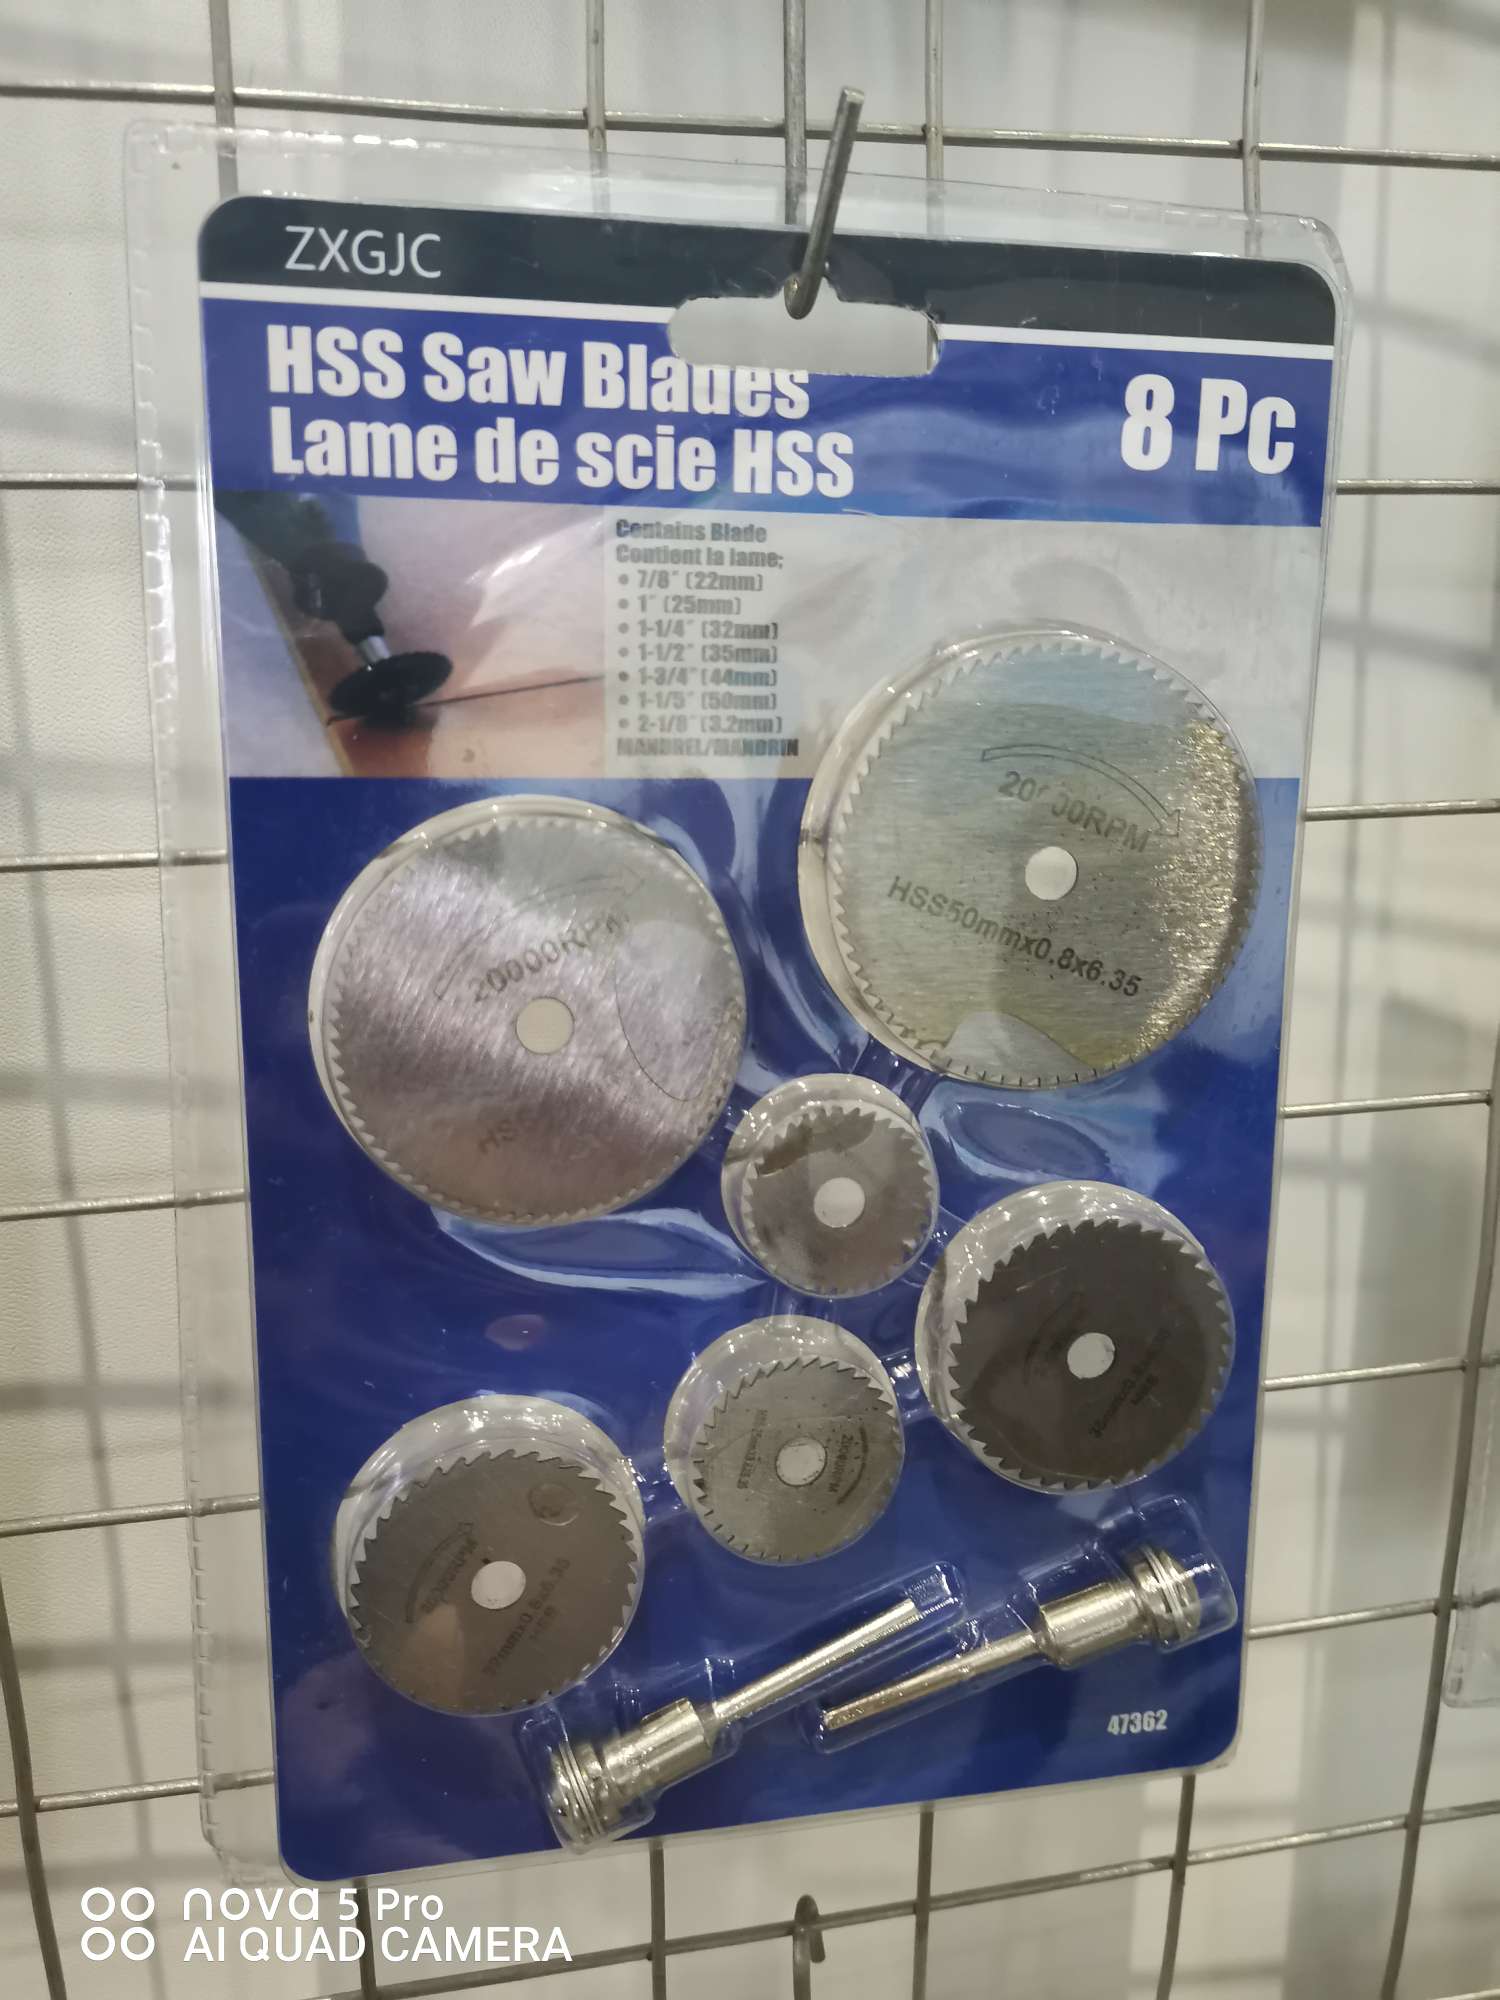 ZXGJC
HSS Saw Blades
Lame de scie HSS
8 Pc
Contains Blade
Contient la lame;
• 7/8" (22mm)
• 1" (25mm)
• 1-1/4" (32mm)
• 1-1/2" (35mm)
• 1-3/4" (44mm)
• 1-1/5" (50mm)
• 2-1/8" (3.2mm)
MANDREL/MANDRIN
RPM
HSS50mmx0.8x6.35
20000RPM
47362
nova 5 Pro
AI QUAD CAMERA